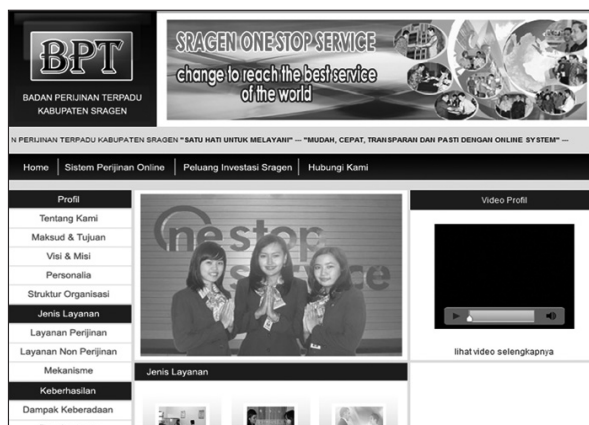 BPT
BADAN PERIJINAN TERPADU
KABUPATEN SRAGEN
SRAGEN ONE STOP SERVICE
change to reach the best service
of the world
N PERIJINAN TERPADU KABUPATEN SRAGEN "SATU HATI UNTUK MELAYANI" --- "MUDAH, CEPAT, TRANSPARAN DAN PASTI DENGAN ONLINE SYSTEM" ---
Home | Sistem Perijinan Online | Peluang Investasi Sragen | Hubungi Kami
Profil
Tentang Kami
Maksud & Tujuan
Visi & Misi
Personalia
Struktur Organisasi
Jenis Layanan
Layanan Perijinan
Layanan Non Perijinan
Mekanisme
Keberhasilan
Dampak Keberadaan
One stop
service
Jenis Layanan
Video Profil
lihat video selengkapnya